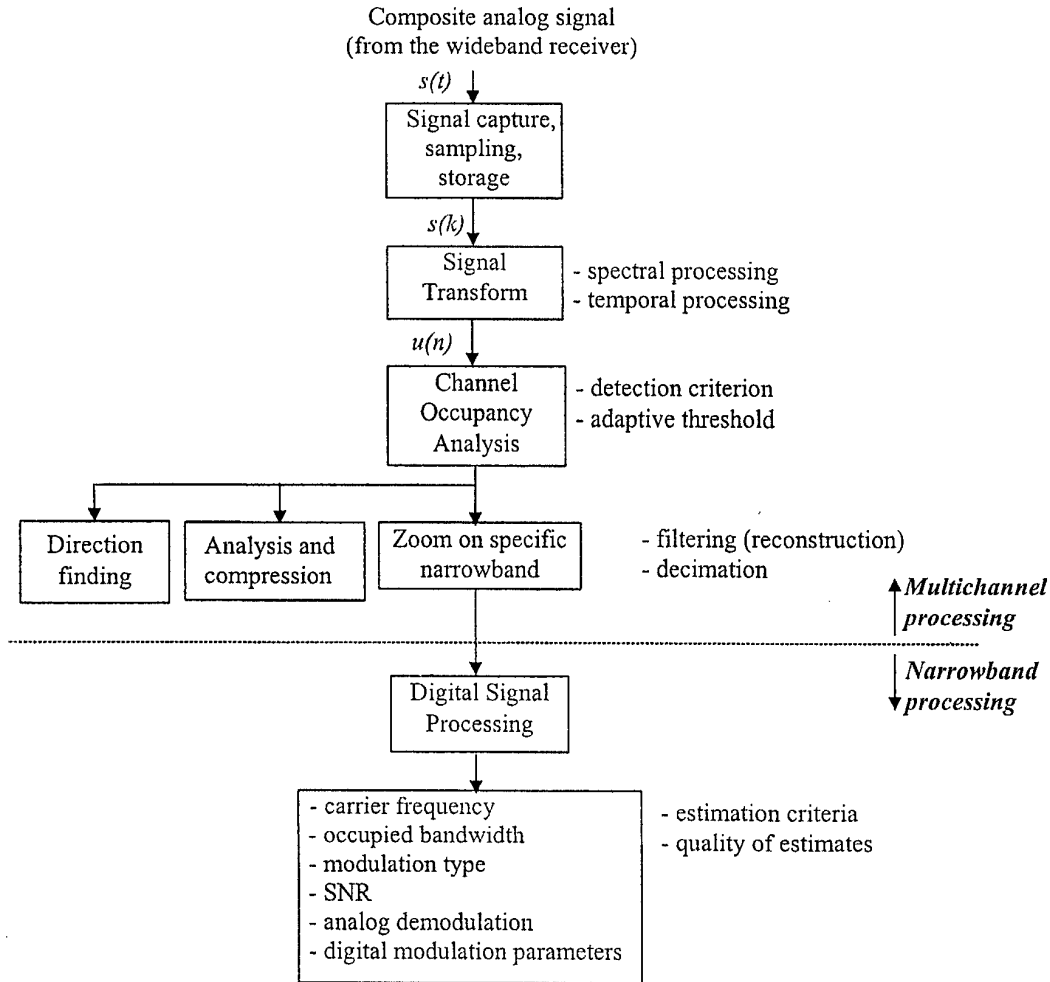 Composite analog signal
(from the wideband receiver)
s(t)
Signal capture,
sampling,
storage
s(k)
Signal
Transform
- spectral processing
- temporal processing
u(n)
Channel
Occupancy
Analysis
- detection criterion
- adaptive threshold
Direction
finding
Analysis and
compression
Zoom on specific
narrowband
- filtering (reconstruction)
- decimation
Multichannel
processing
Narrowband
processing
Digital Signal
Processing
- carrier frequency
- occupied bandwidth
- modulation type
- SNR
- analog demodulation
- digital modulation parameters
- estimation criteria
- quality of estimates